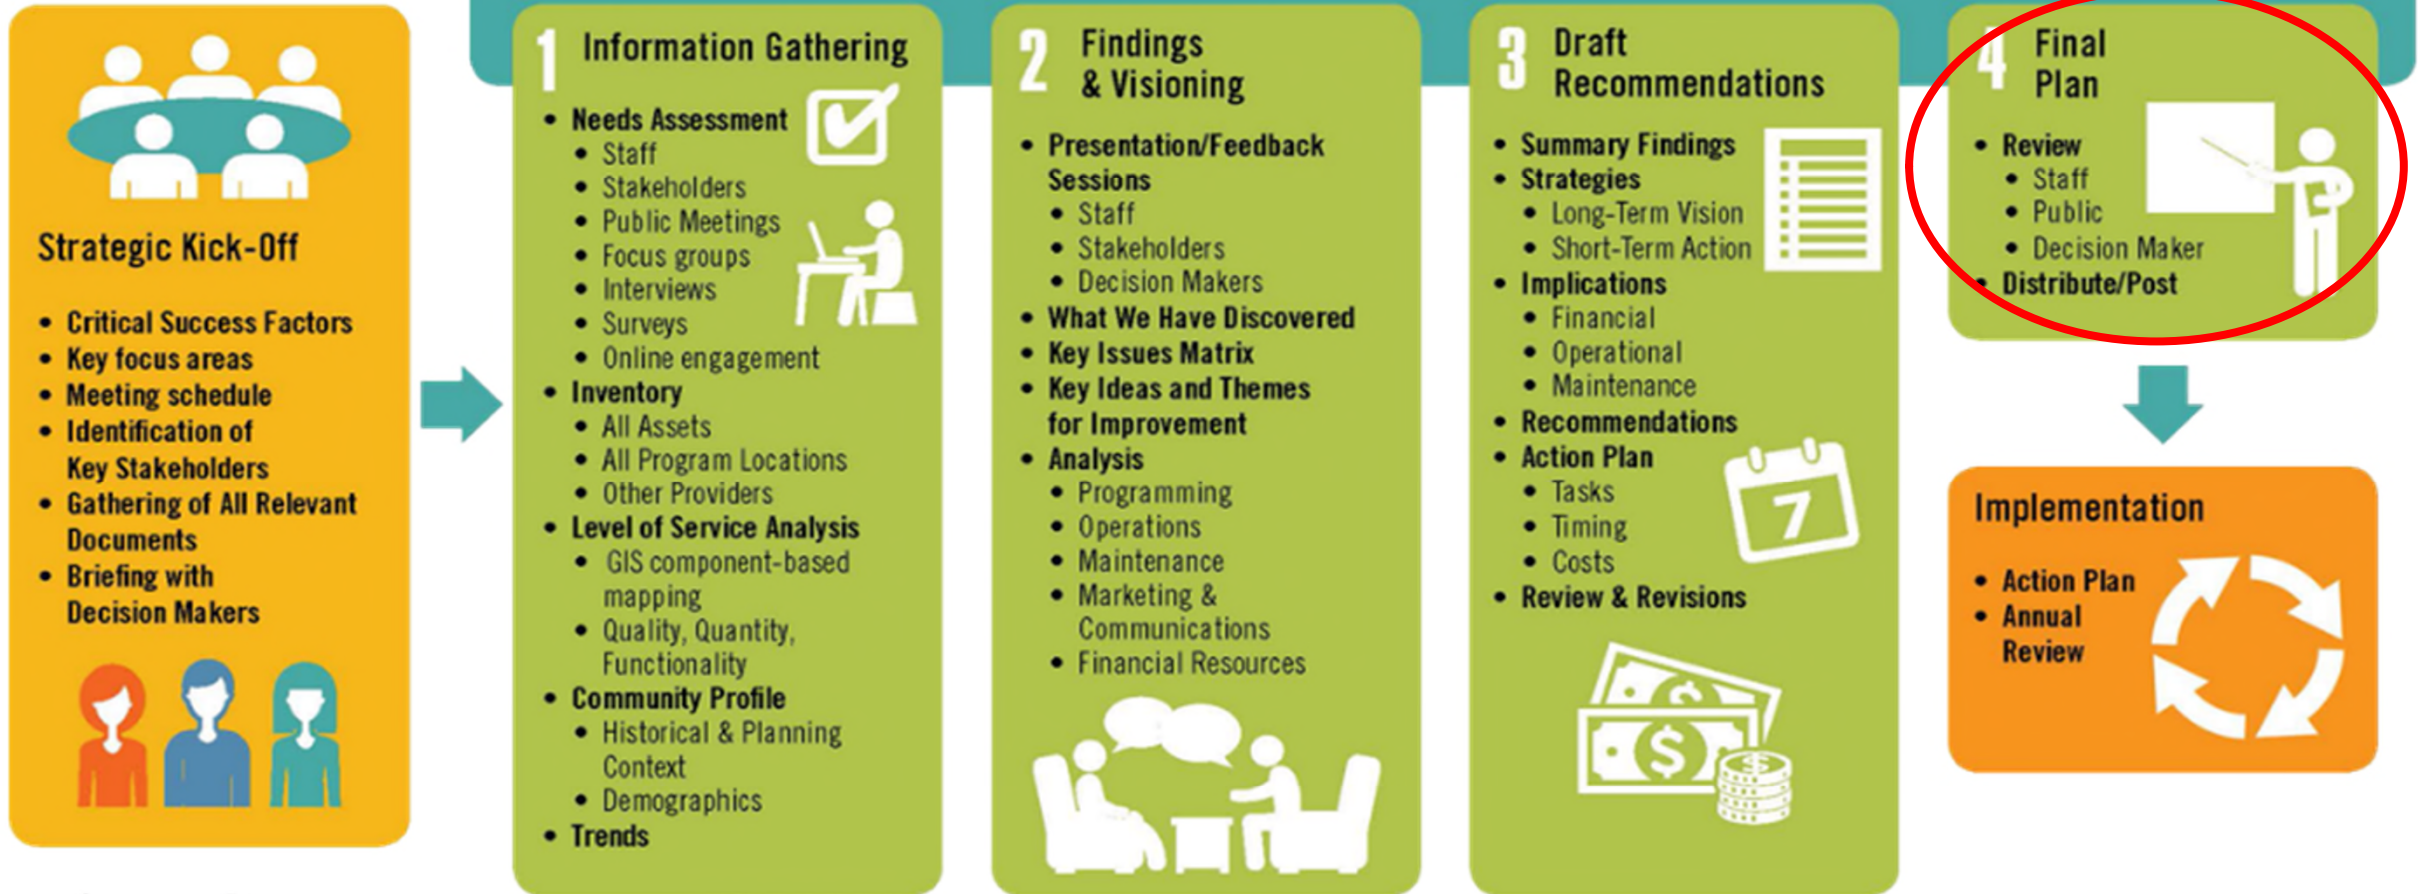 Strategic Kick-Off
• Critical Success Factors
• Key focus areas
• Meeting schedule
• Identification of
Key Stakeholders
• Gathering of All Relevant
Documents
• Briefing with
Decision Makers
1 Information Gathering
• Needs Assessment
• Staff
• Stakeholders
• Public Meetings
• Focus groups
• Interviews
• Surveys
• Online engagement
• Inventory
• All Assets
• All Program Locations
• Other Providers
• Level of Service Analysis
• GIS component-based
mapping
• Quality, Quantity,
Functionality
• Community Profile
• Historical & Planning
Context
• Demographics
• Trends
2 Findings
& Visioning
• Presentation/Feedback
Sessions
• Staff
• Stakeholders
• Decision Makers
• What We Have Discovered
• Key Issues Matrix
• Key Ideas and Themes
for Improvement
• Analysis
• Programming
• Operations
• Maintenance
• Marketing &
Communications
• Financial Resources
3 Draft
Recommendations
• Summary Findings
• Strategies
• Long-Term Vision
• Short-Term Action
• Implications
• Financial
• Operational
• Maintenance
• Recommendations
• Action Plan
• Tasks
• Timing
• Costs
• Review & Revisions
7
$
$
4 Final
Plan
• Review
• Staff
• Public
• Decision Maker
• Distribute/Post
Implementation
• Action Plan
• Annual
Review